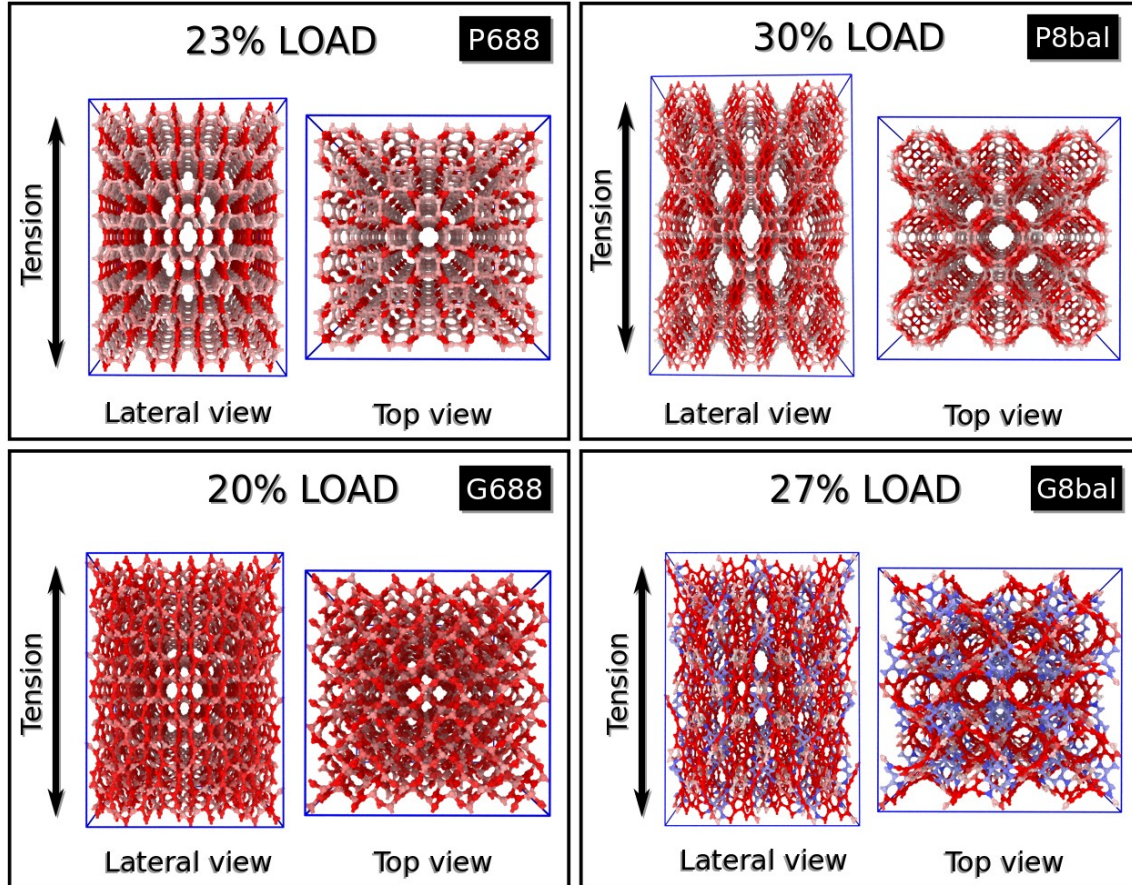 23% LOAD
P688
Tension
Lateral view
Top view
30% LOAD
P8bal
Tension
Lateral view
Top view
20% LOAD
G688
Tension
Lateral view
Top view
27% LOAD
G8bal
Tension
Lateral view
Top view